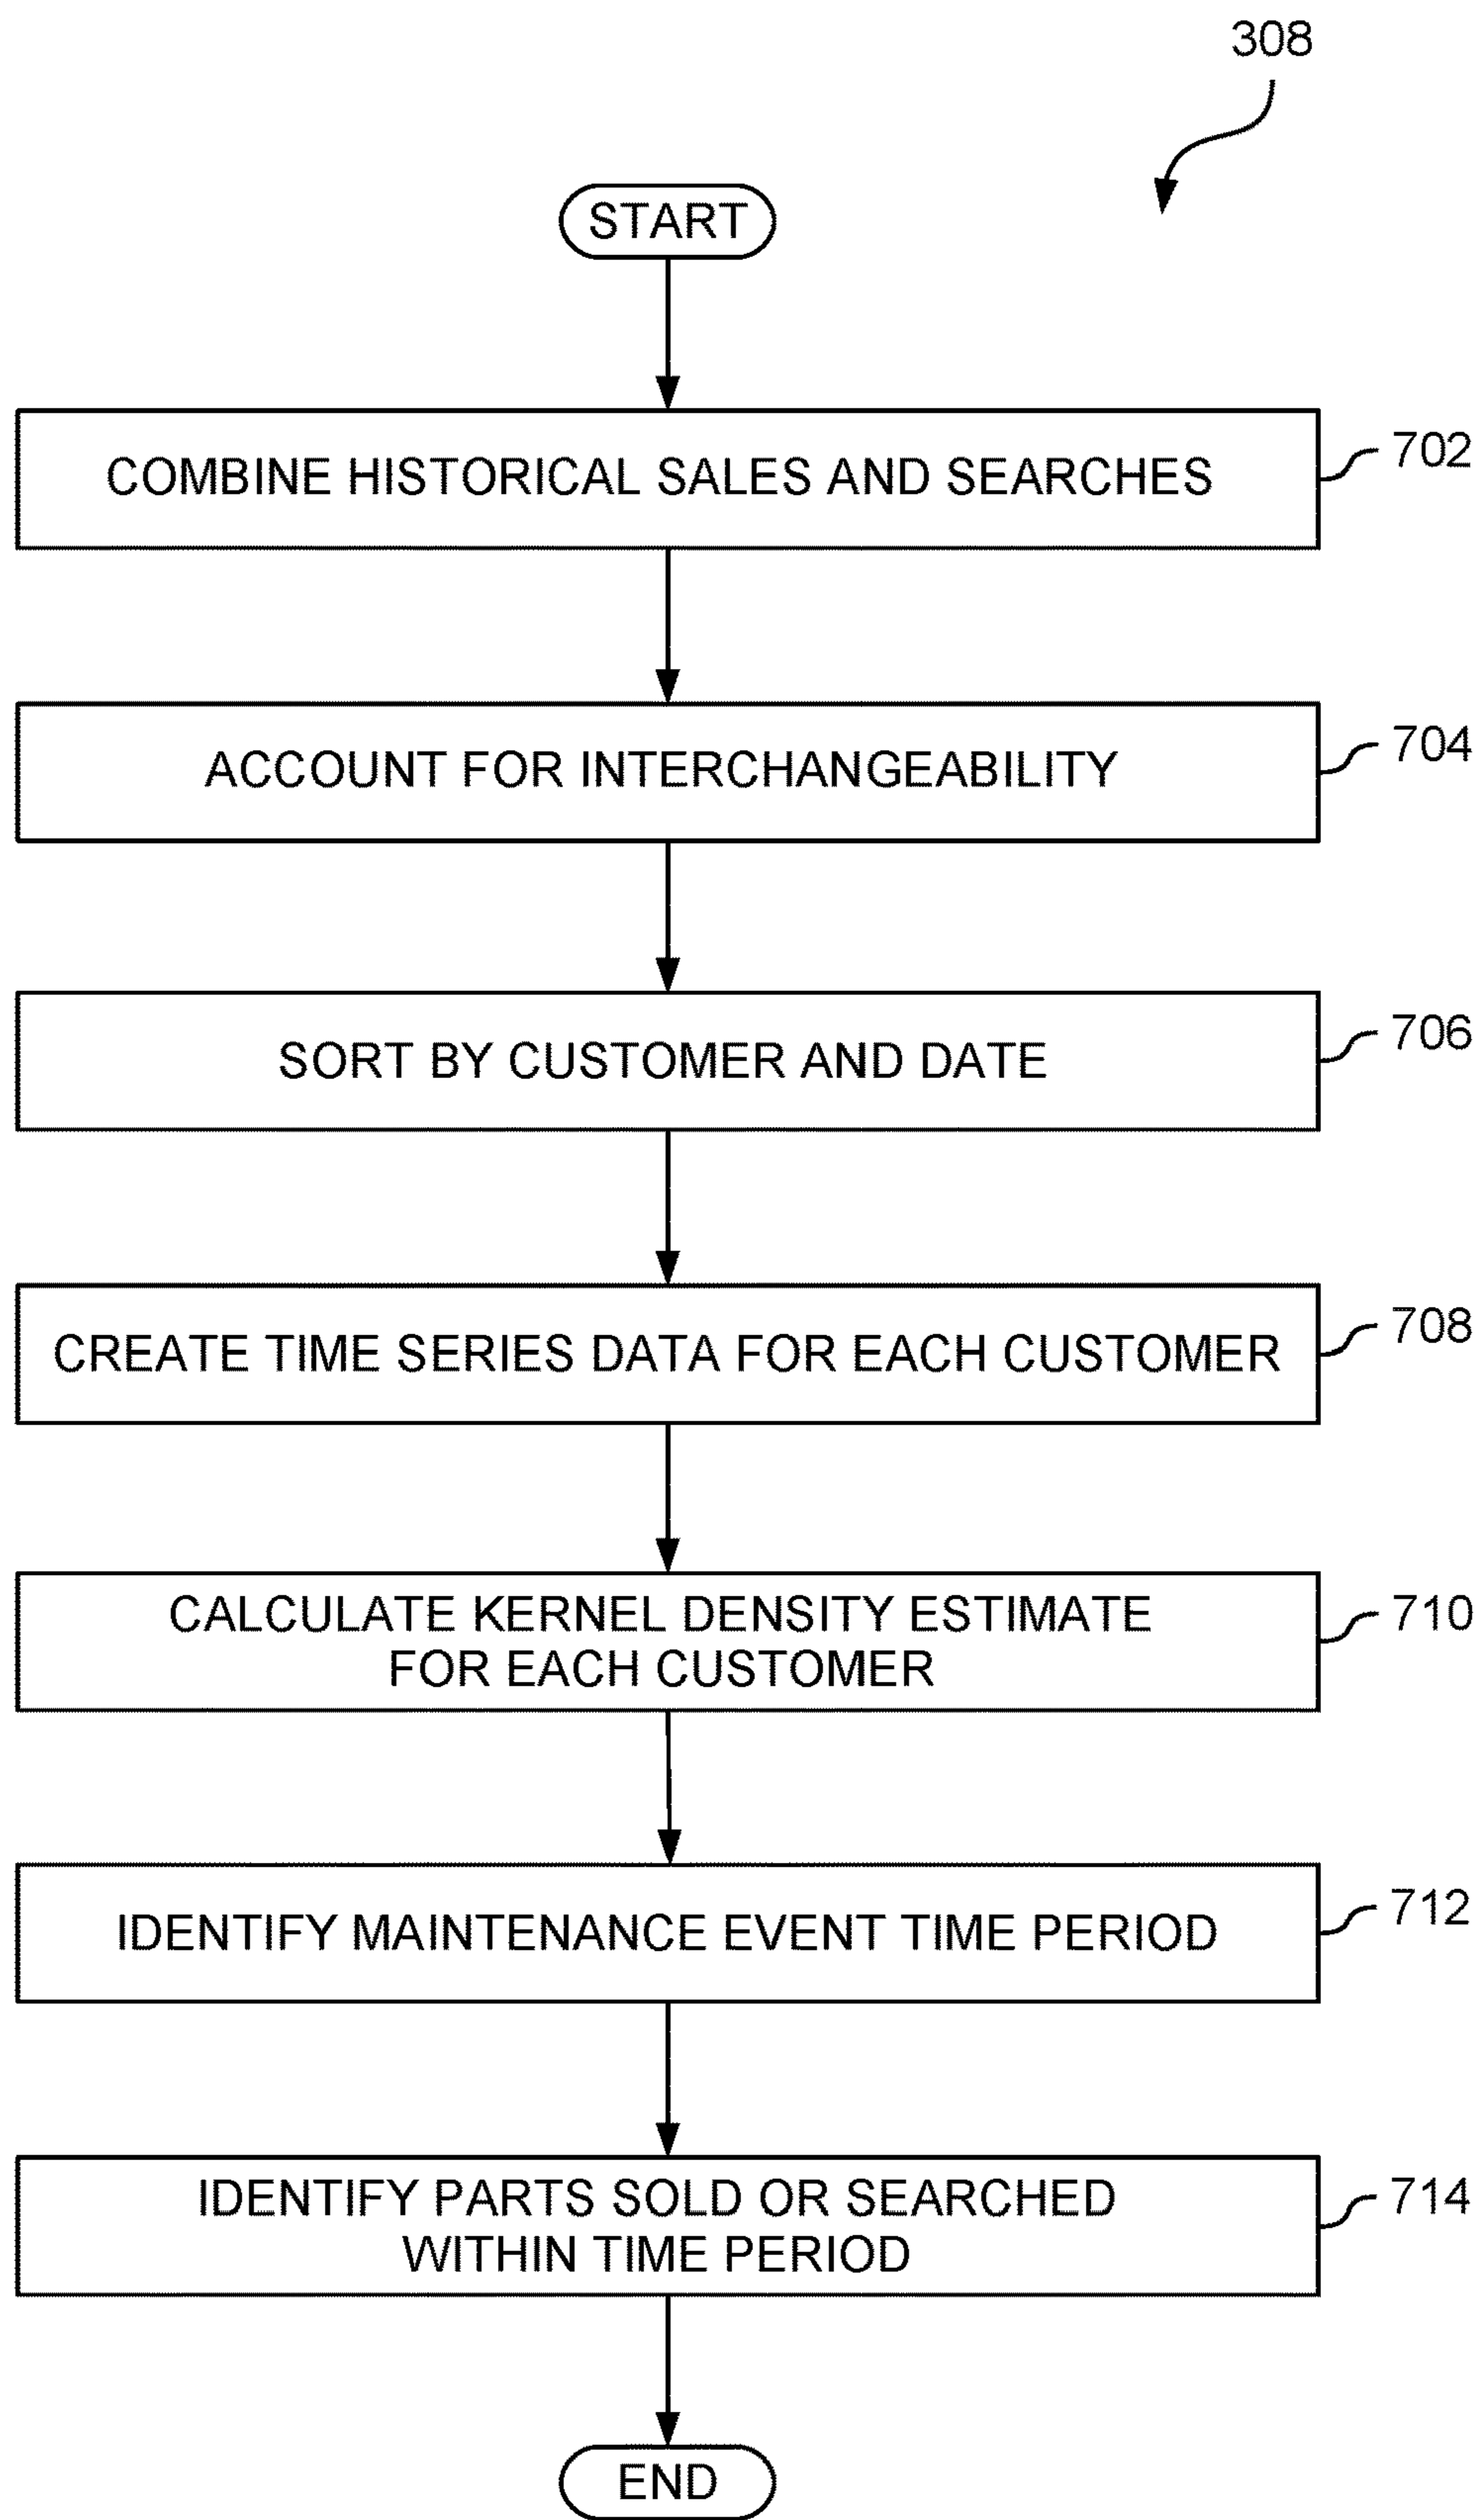 308
START
COMBINE HISTORICAL SALES AND SEARCHES
702
ACCOUNT FOR INTERCHANGEABILITY
704
SORT BY CUSTOMER AND DATE
706
CREATE TIME SERIES DATA FOR EACH CUSTOMER
708
CALCULATE KERNEL DENSITY ESTIMATE
FOR EACH CUSTOMER
710
IDENTIFY MAINTENANCE EVENT TIME PERIOD
712
IDENTIFY PARTS SOLD OR SEARCHED
WITHIN TIME PERIOD
714
END